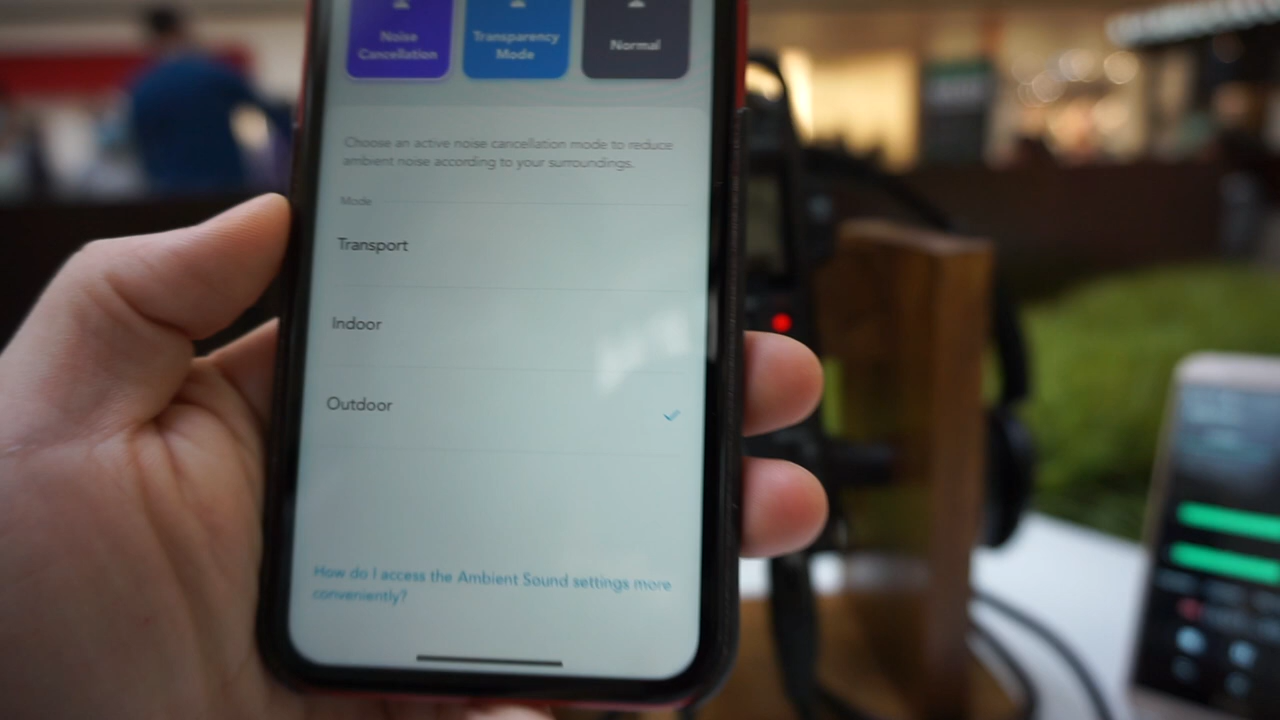 Noise
Cancellation
Transparency
Mode
Normal
Choose an active noise cancellation mode to reduce
ambient noise according to your surroundings.
Mode
Transport
Indoor
Outdoor
How do I access the Ambient Sound settings more
conveniently?